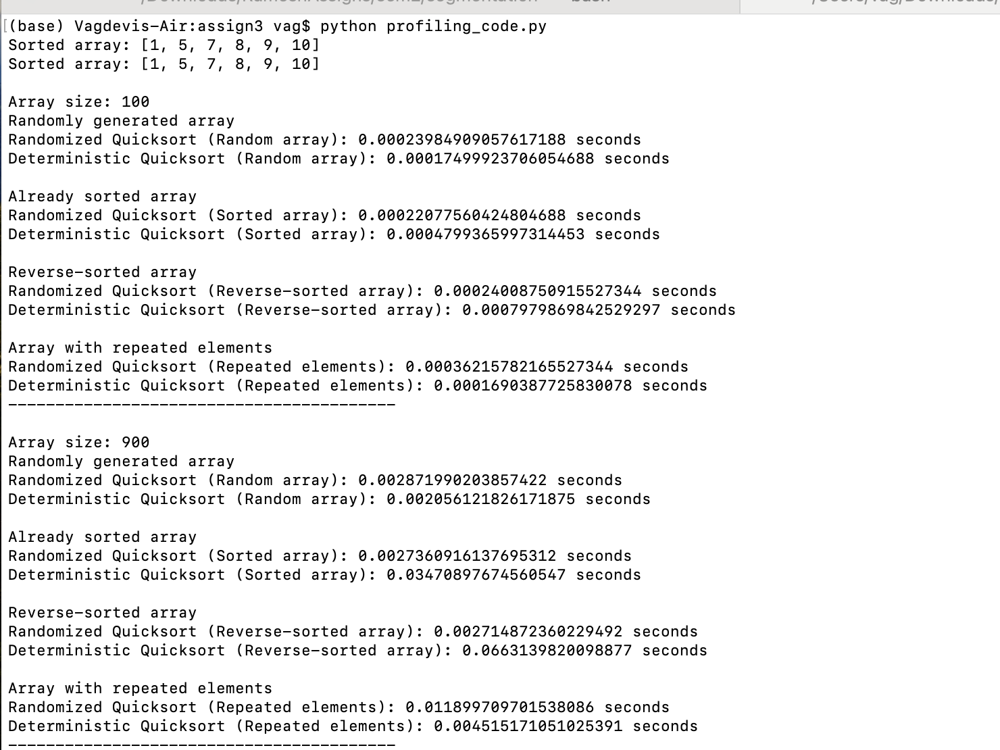 [(base) Vagdevis-Air:assign3 vag$ python profiling_code.py
Sorted array: [1, 5, 7, 8, 9, 10]
Sorted array: [1, 5, 7, 8, 9, 10]
Array size: 100
Randomly generated array
Randomized Quicksort (Random array): 0.00023984909057617188 seconds
Deterministic Quicksort (Random array): 0.00017499923706054688 seconds
Already sorted array
Randomized Quicksort (Sorted array): 0.00022077560424804688 seconds
Deterministic Quicksort (Sorted array): 0.0004799365997314453 seconds
Reverse-sorted array
Randomized Quicksort (Reverse-sorted array): 0.00024008750915527344 seconds
Deterministic Quicksort (Reverse-sorted array): 0.0007979869842529297 seconds
Array with repeated elements
Randomized Quicksort (Repeated elements): 0.00036215782165527344 seconds
Deterministic Quicksort (Repeated elements): 0.0001690387725830078 seconds
-----------------------------------------
Array size: 900
Randomly generated array
Randomized Quicksort (Random array): 0.002871990203857422 seconds
Deterministic Quicksort (Random array): 0.002056121826171875 seconds
Already sorted array
Randomized Quicksort (Sorted array): 0.0027360916137695312 seconds
Deterministic Quicksort (Sorted array): 0.03470897674560547 seconds
Reverse-sorted array
Randomized Quicksort (Reverse-sorted array): 0.002714872360229492 seconds
Deterministic Quicksort (Reverse-sorted array): 0.0663139820098877 seconds
Array with repeated elements
Randomized Quicksort (Repeated elements): 0.011899709701538086 seconds
Deterministic Quicksort (Repeated elements): 0.004515171051025391 seconds
-----------------------------------------